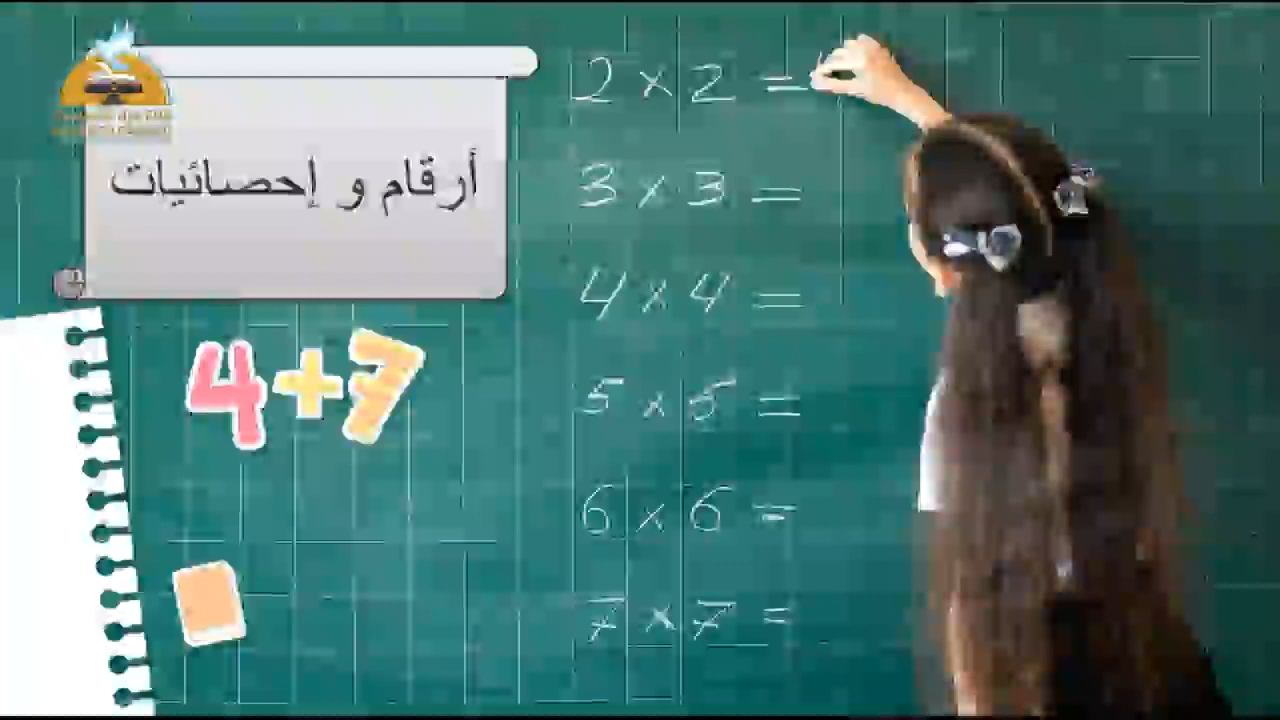 أرقام و إحصائيات
2 × 2 =
3 × 3 =
4 × 4 =
4+7
5 × 5 =
6 × 6 =
7 × 7 =